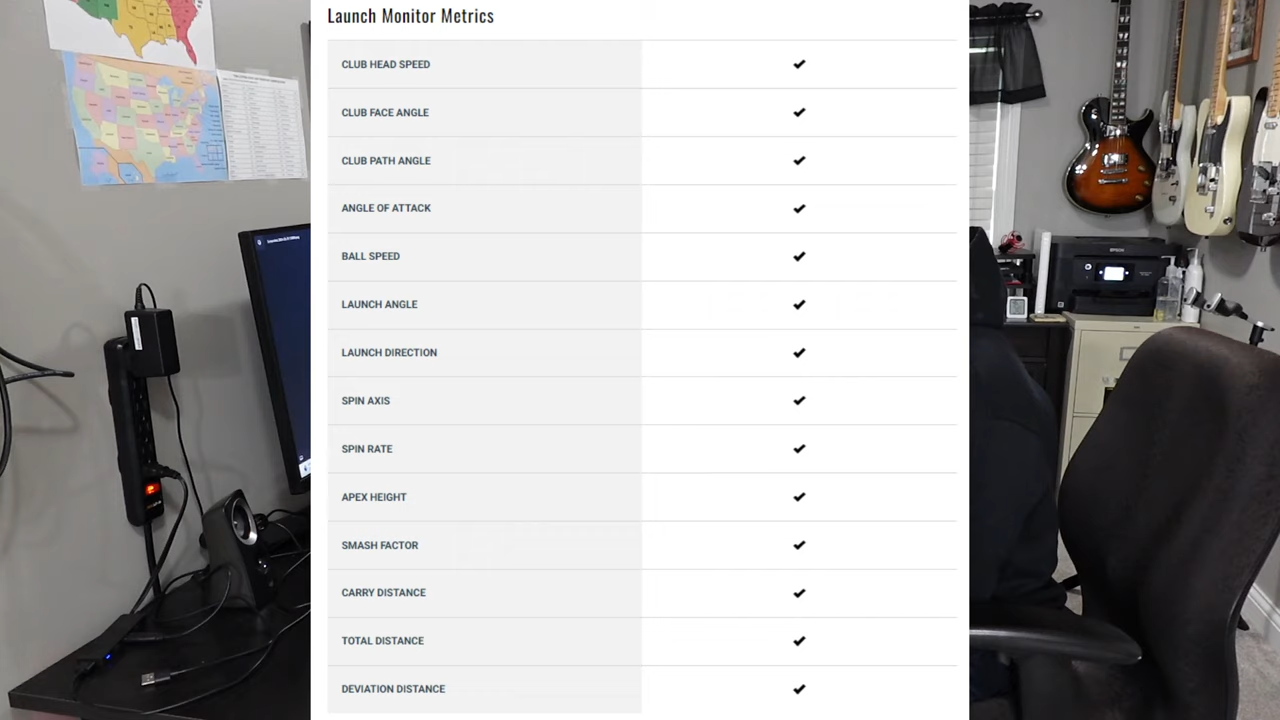 Launch Monitor Metrics
CLUB HEAD SPEED
CLUB FACE ANGLE
CLUB PATH ANGLE
ANGLE OF ATTACK
BALL SPEED
LAUNCH ANGLE
LAUNCH DIRECTION
SPIN AXIS
SPIN RATE
APEX HEIGHT
SMASH FACTOR
CARRY DISTANCE
TOTAL DISTANCE
DEVIATION DISTANCE
EPSON